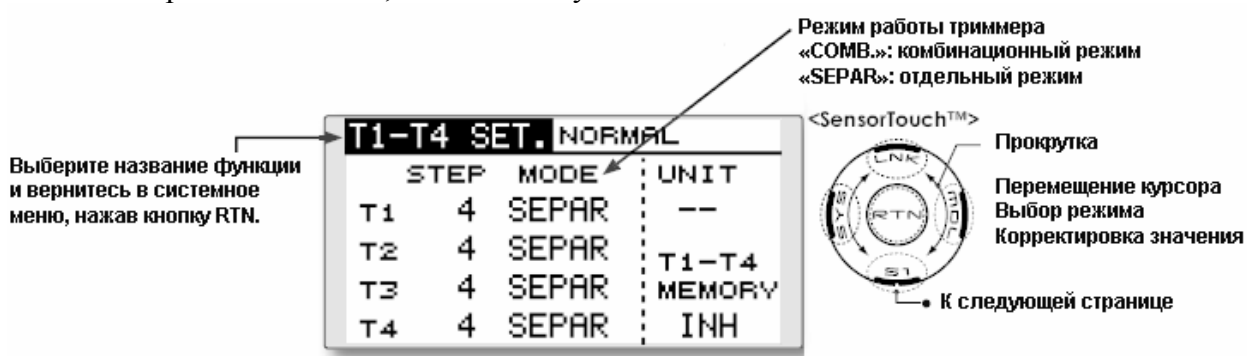 Режим работы триммера
«COMB.»: комбинационный режим
«SEPAR»: отдельный режим
<SensorTouch™>
T1-T4 SET. NORMAL
Прокрутка
Выберите название функции
и вернитесь в системное
меню, нажав кнопку RTN.
STEP MODE UNIT
T1 4 SEPAR --
T2 4 SEPAR
T3 4 SEPAR
T4 4 SEPAR
T1-T4
MEMORY
INH
LNK
SYS
RTN
MDL
S1
Перемещение курсора
Выбор режима
Корректировка значения
К следующей странице